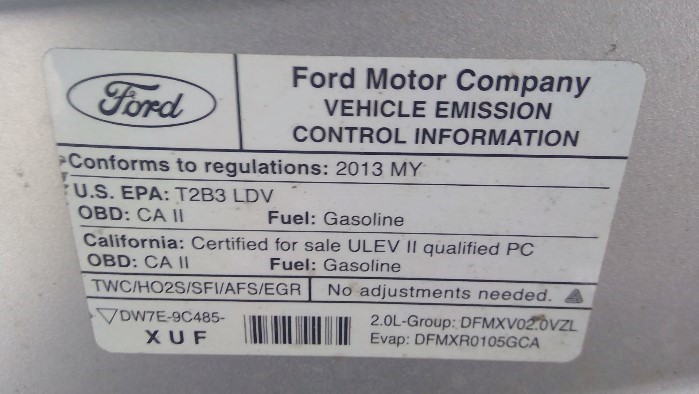 Ford
Ford Motor Company
VEHICLE EMISSION
CONTROL INFORMATION
Conforms to regulations: 2013 MY
U.S. EPA: T2B3 LDV
OBD: CA II Fuel: Gasoline
California: Certified for sale ULEV II qualified PC
OBD: CA II Fuel: Gasoline
TWC/HO2S/SFI/AFS/EGR No adjustments needed.
DW7E-9C485-
XUF
2.0L-Group: DFMXV02.0VZL
Evap: DFMXR0105GCA